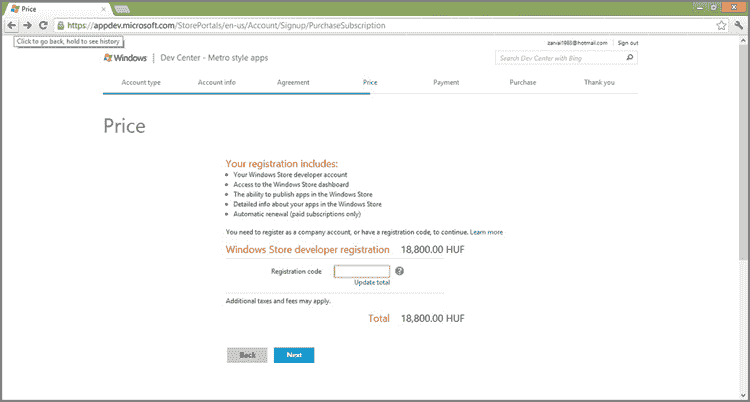 Price
https://appdev.microsoft.com/StorePortals/en-us/Account/Signup/PurchaseSubscription
Click to go back, hold to see history
zarvai1988@hotmail.com Sign out
Windows Dev Center - Metro style apps
Search Dev Center with Bing
Account type Account info Agreement Price Payment Purchase Thank you
Price
Your registration includes:
Your Windows Store developer account
Access to the Windows Store dashboard
The ability to publish apps in the Windows Store
Detailed info about your apps in the Windows Store
Automatic renewal (paid subscriptions only)
You need to register as a company account, or have a registration code, to continue. Learn more
Windows Store developer registration 18,800.00 HUF
Registration code ?
Update total
Additional taxes and fees may apply.
Total 18,800.00 HUF
Back Next